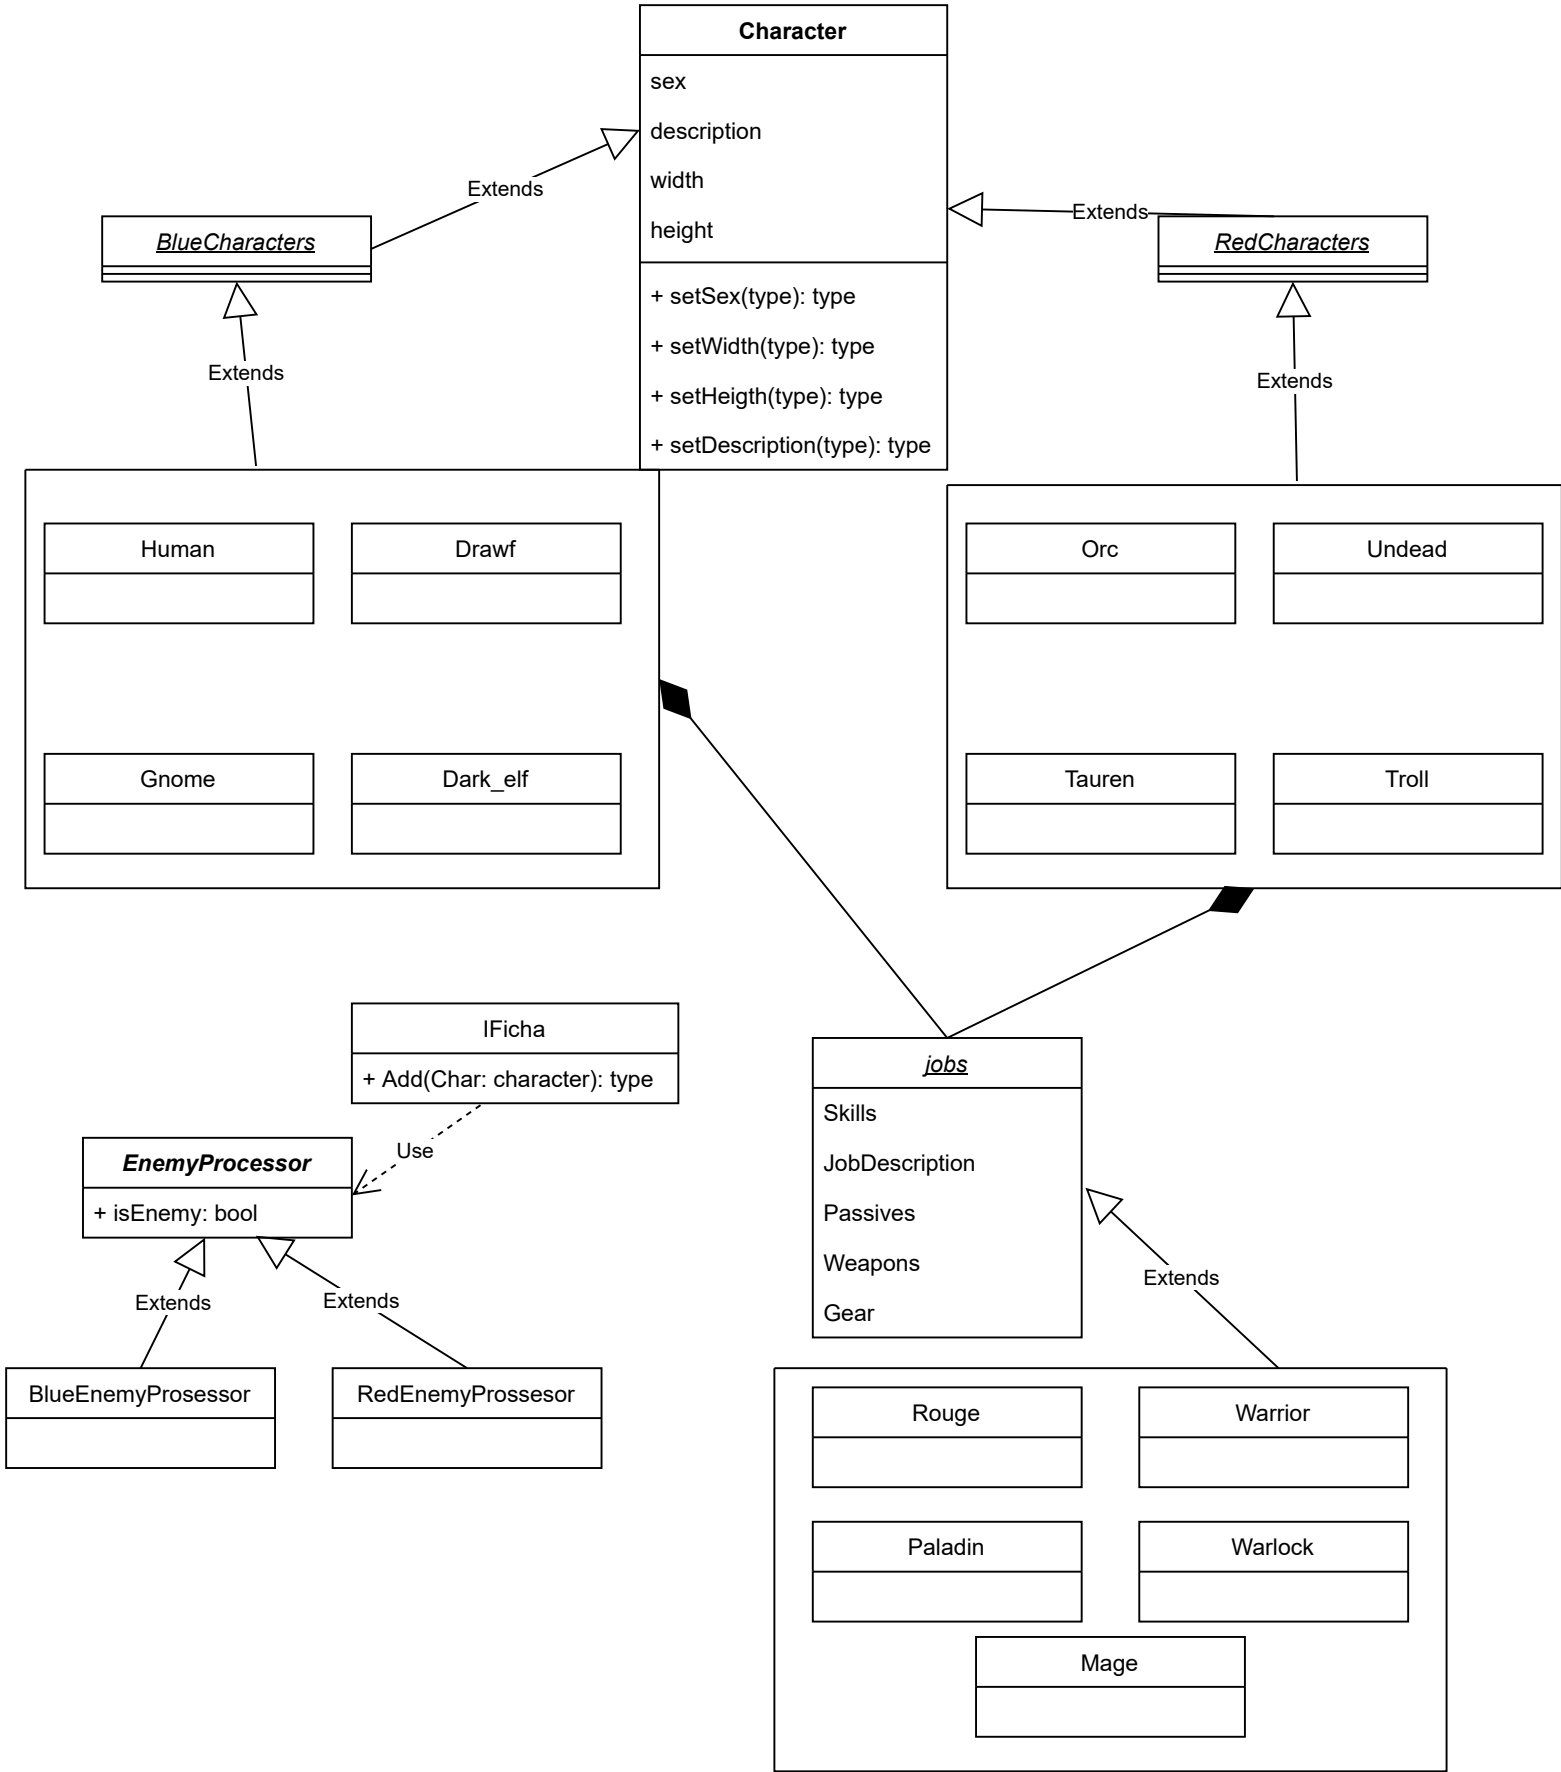 Character
sex
description
width
height
+ setSex(type): type
+ setWidth(type): type
+ setHeigth(type): type
+ setDescription(type): type
Extends
Extends
BlueCharacters
RedCharacters
Extends
Extends
Human
Drawf
Gnome
Dark_elf
Orc
Undead
Tauren
Troll
IFicha
+ Add(Char: character): type
Use
EnemyProcessor
+ isEnemy: bool
Extends
Extends
BlueEnemyProsessor
RedEnemyProssesor
jobs
Skills
JobDescription
Passives
Weapons
Gear
Extends
Rouge
Warrior
Paladin
Warlock
Mage